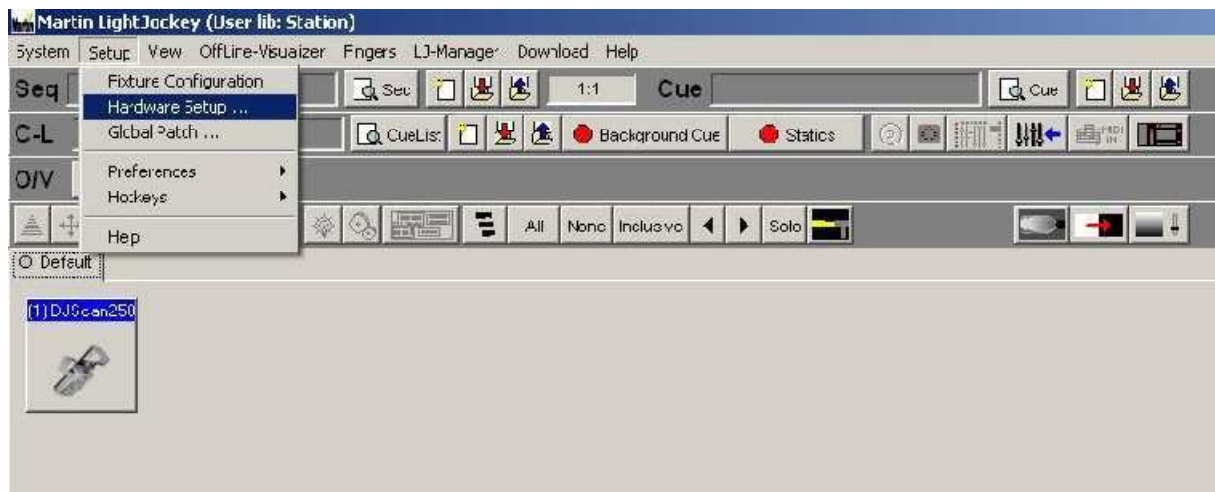 Martin LightJockey (User lib: Station)
System Setup View OffLine-Visualizer Fingers LJ-Manager Download Help
Seq Seq 1:1 Cue Cue
C-L CueList Background Cue Statics MIDI IN
O/V
Fixture Configuration
Hardware Setup ...
Global Patch ...
Preferences
Hotkeys
Help
All None Inclusive Solo
Default
(1)DJScan250